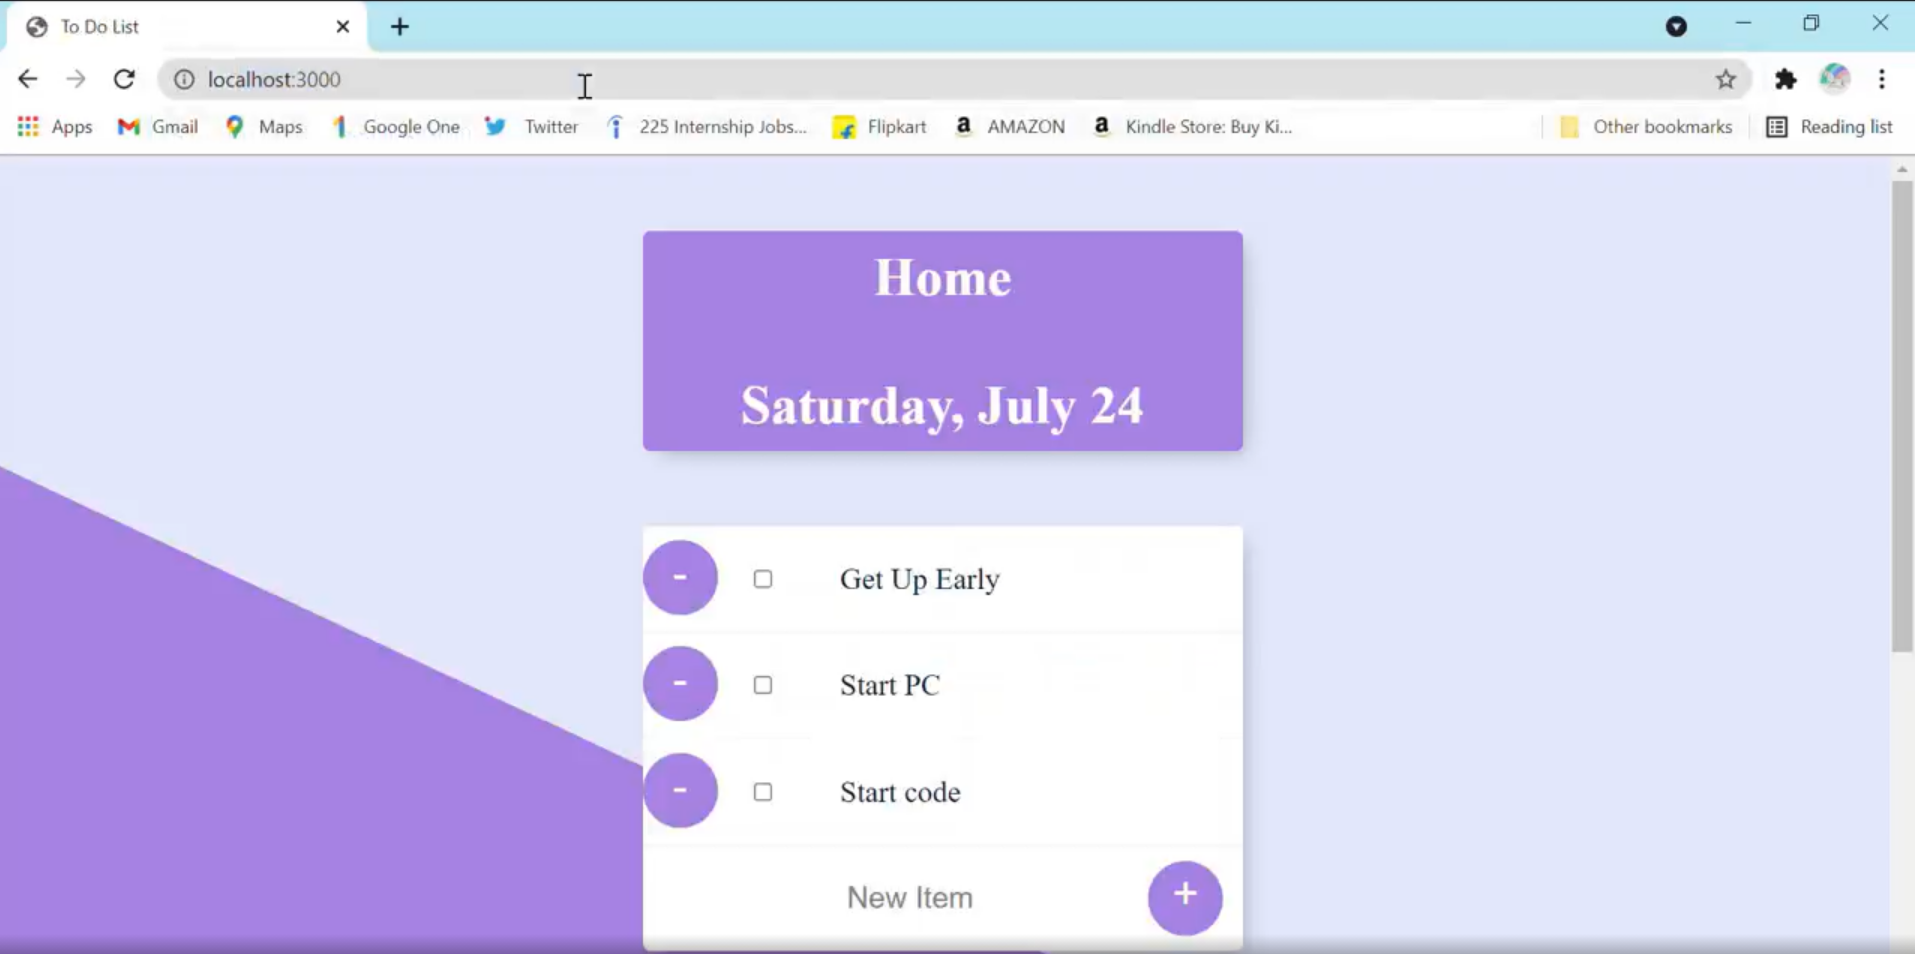 To Do List
localhost:3000
Apps Gmail Maps Google One Twitter 225 Internship Jobs... Flipkart AMAZON Kindle Store: Buy Ki... Other bookmarks Reading list
Home
Saturday, July 24
- Get Up Early
- Start PC
- Start code
New Item +